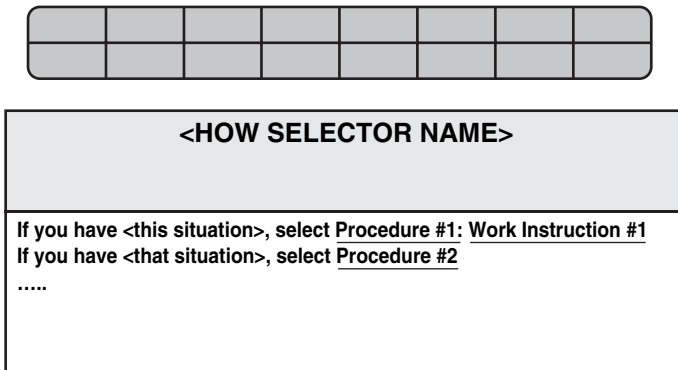 <HOW SELECTOR NAME>
If you have <this situation>, select Procedure #1: Work Instruction #1
If you have <that situation>, select Procedure #2
.....